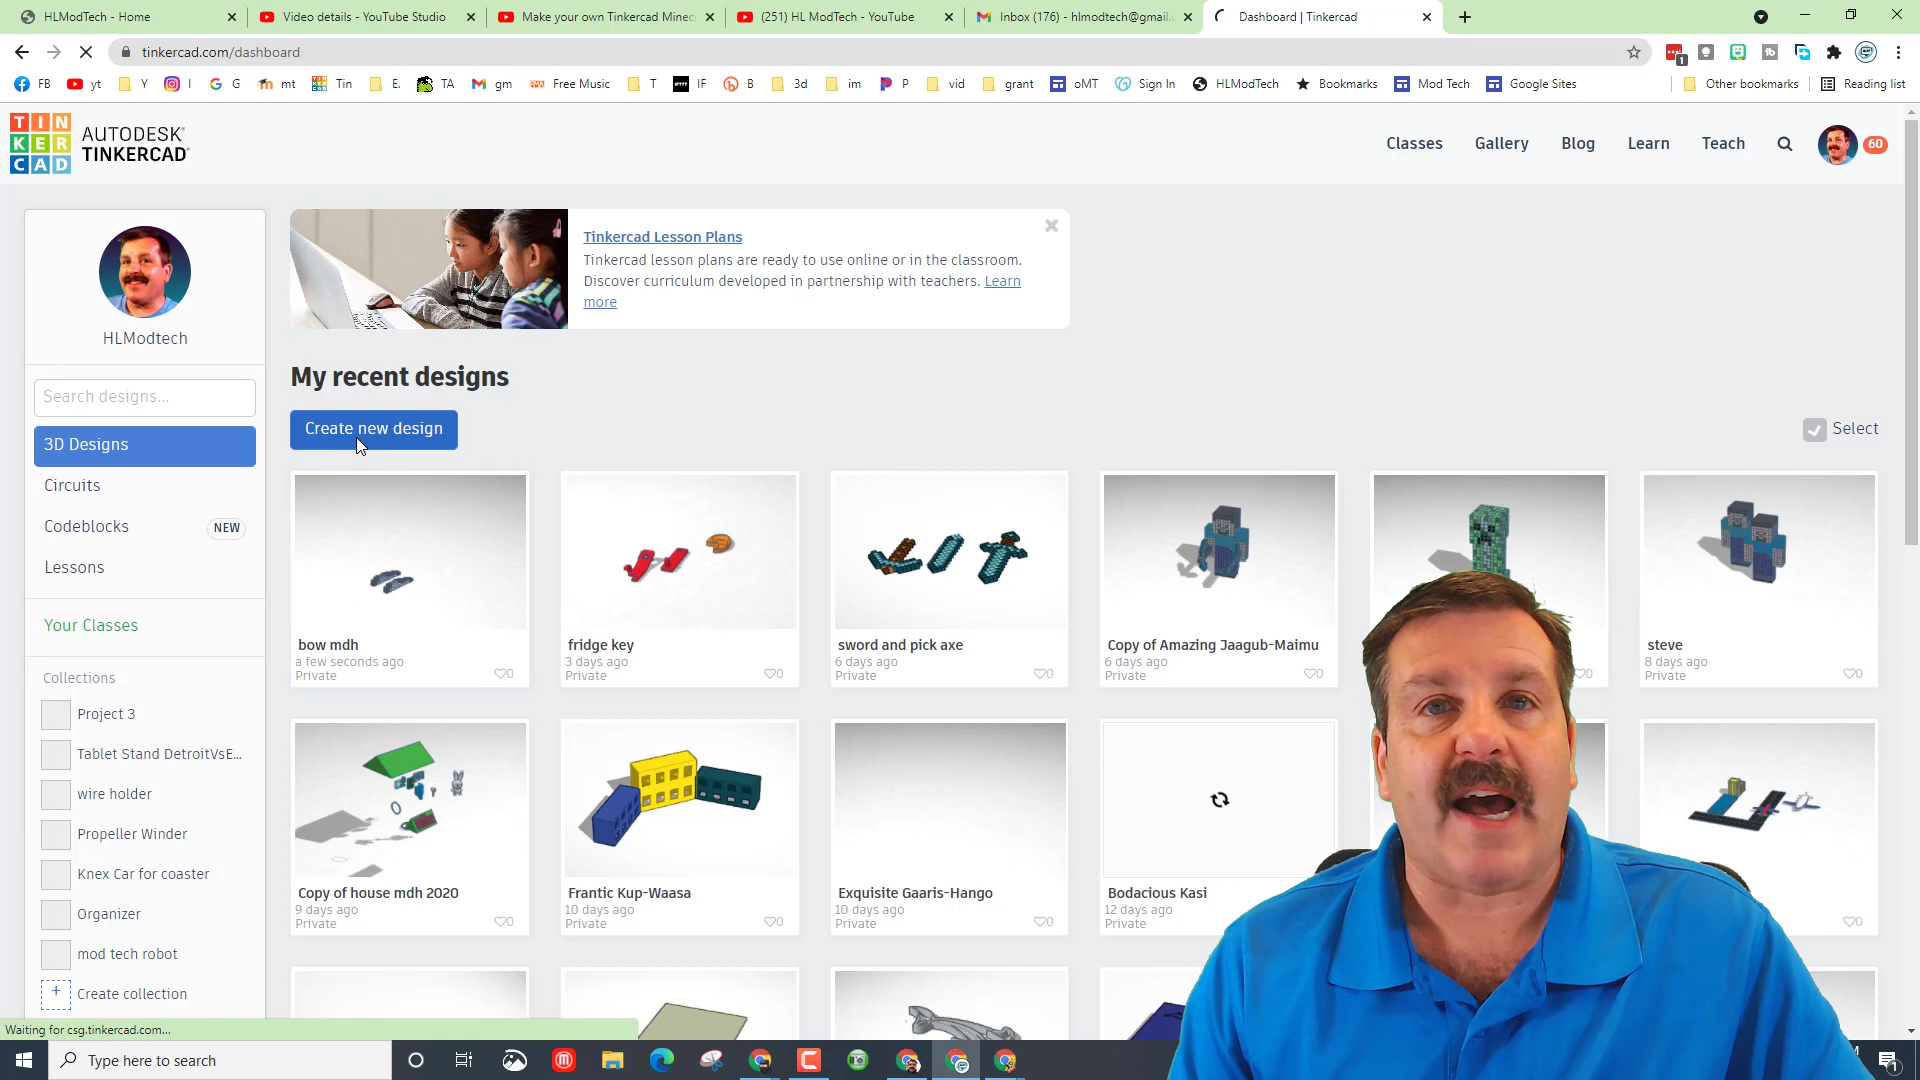 HLModTech - Home
Video details - YouTube Studio
Make your own Tinkercad Minec
(251) HL ModTech - YouTube
Inbox (176) - hlmodtech@gmail.c
Dashboard | Tinkercad
tinkercad.com/dashboard
1
FB
yt
Y
I
G
mt
Tin
E.
TA
gm
Free Music
T
IF
B
3d
im
P
vid
grant
oMT
Sign In
HLModTech
Bookmarks
Mod Tech
Google Sites
Other bookmarks
Reading list
TIN
KER
CAD
AUTODESK®
TINKERCAD®
Classes
Gallery
Blog
Learn
Teach
60
HLModtech
Search designs...
3D Designs
Circuits
Codeblocks
NEW
Lessons
Your Classes
Collections
Project 3
Tablet Stand DetroitVsE...
wire holder
Propeller Winder
Knex Car for coaster
Organizer
mod tech robot
Create collection
Tinkercad Lesson Plans
Tinkercad lesson plans are ready to use online or in the classroom.
Discover curriculum developed in partnership with teachers. Learn
more
My recent designs
Create new design
Select
bow mdh
a few seconds ago
Private
0
fridge key
3 days ago
Private
0
sword and pick axe
6 days ago
Private
0
Copy of Amazing Jaagub-Maimu
6 days ago
Private
0
0
steve
8 days ago
Private
0
Copy of house mdh 2020
9 days ago
Private
0
Frantic Kup-Waasa
10 days ago
Private
0
Exquisite Gaaris-Hango
10 days ago
Private
0
Bodacious Kasi
12 days ago
Private
0
Waiting for csg.tinkercad.com...
Type here to search
1